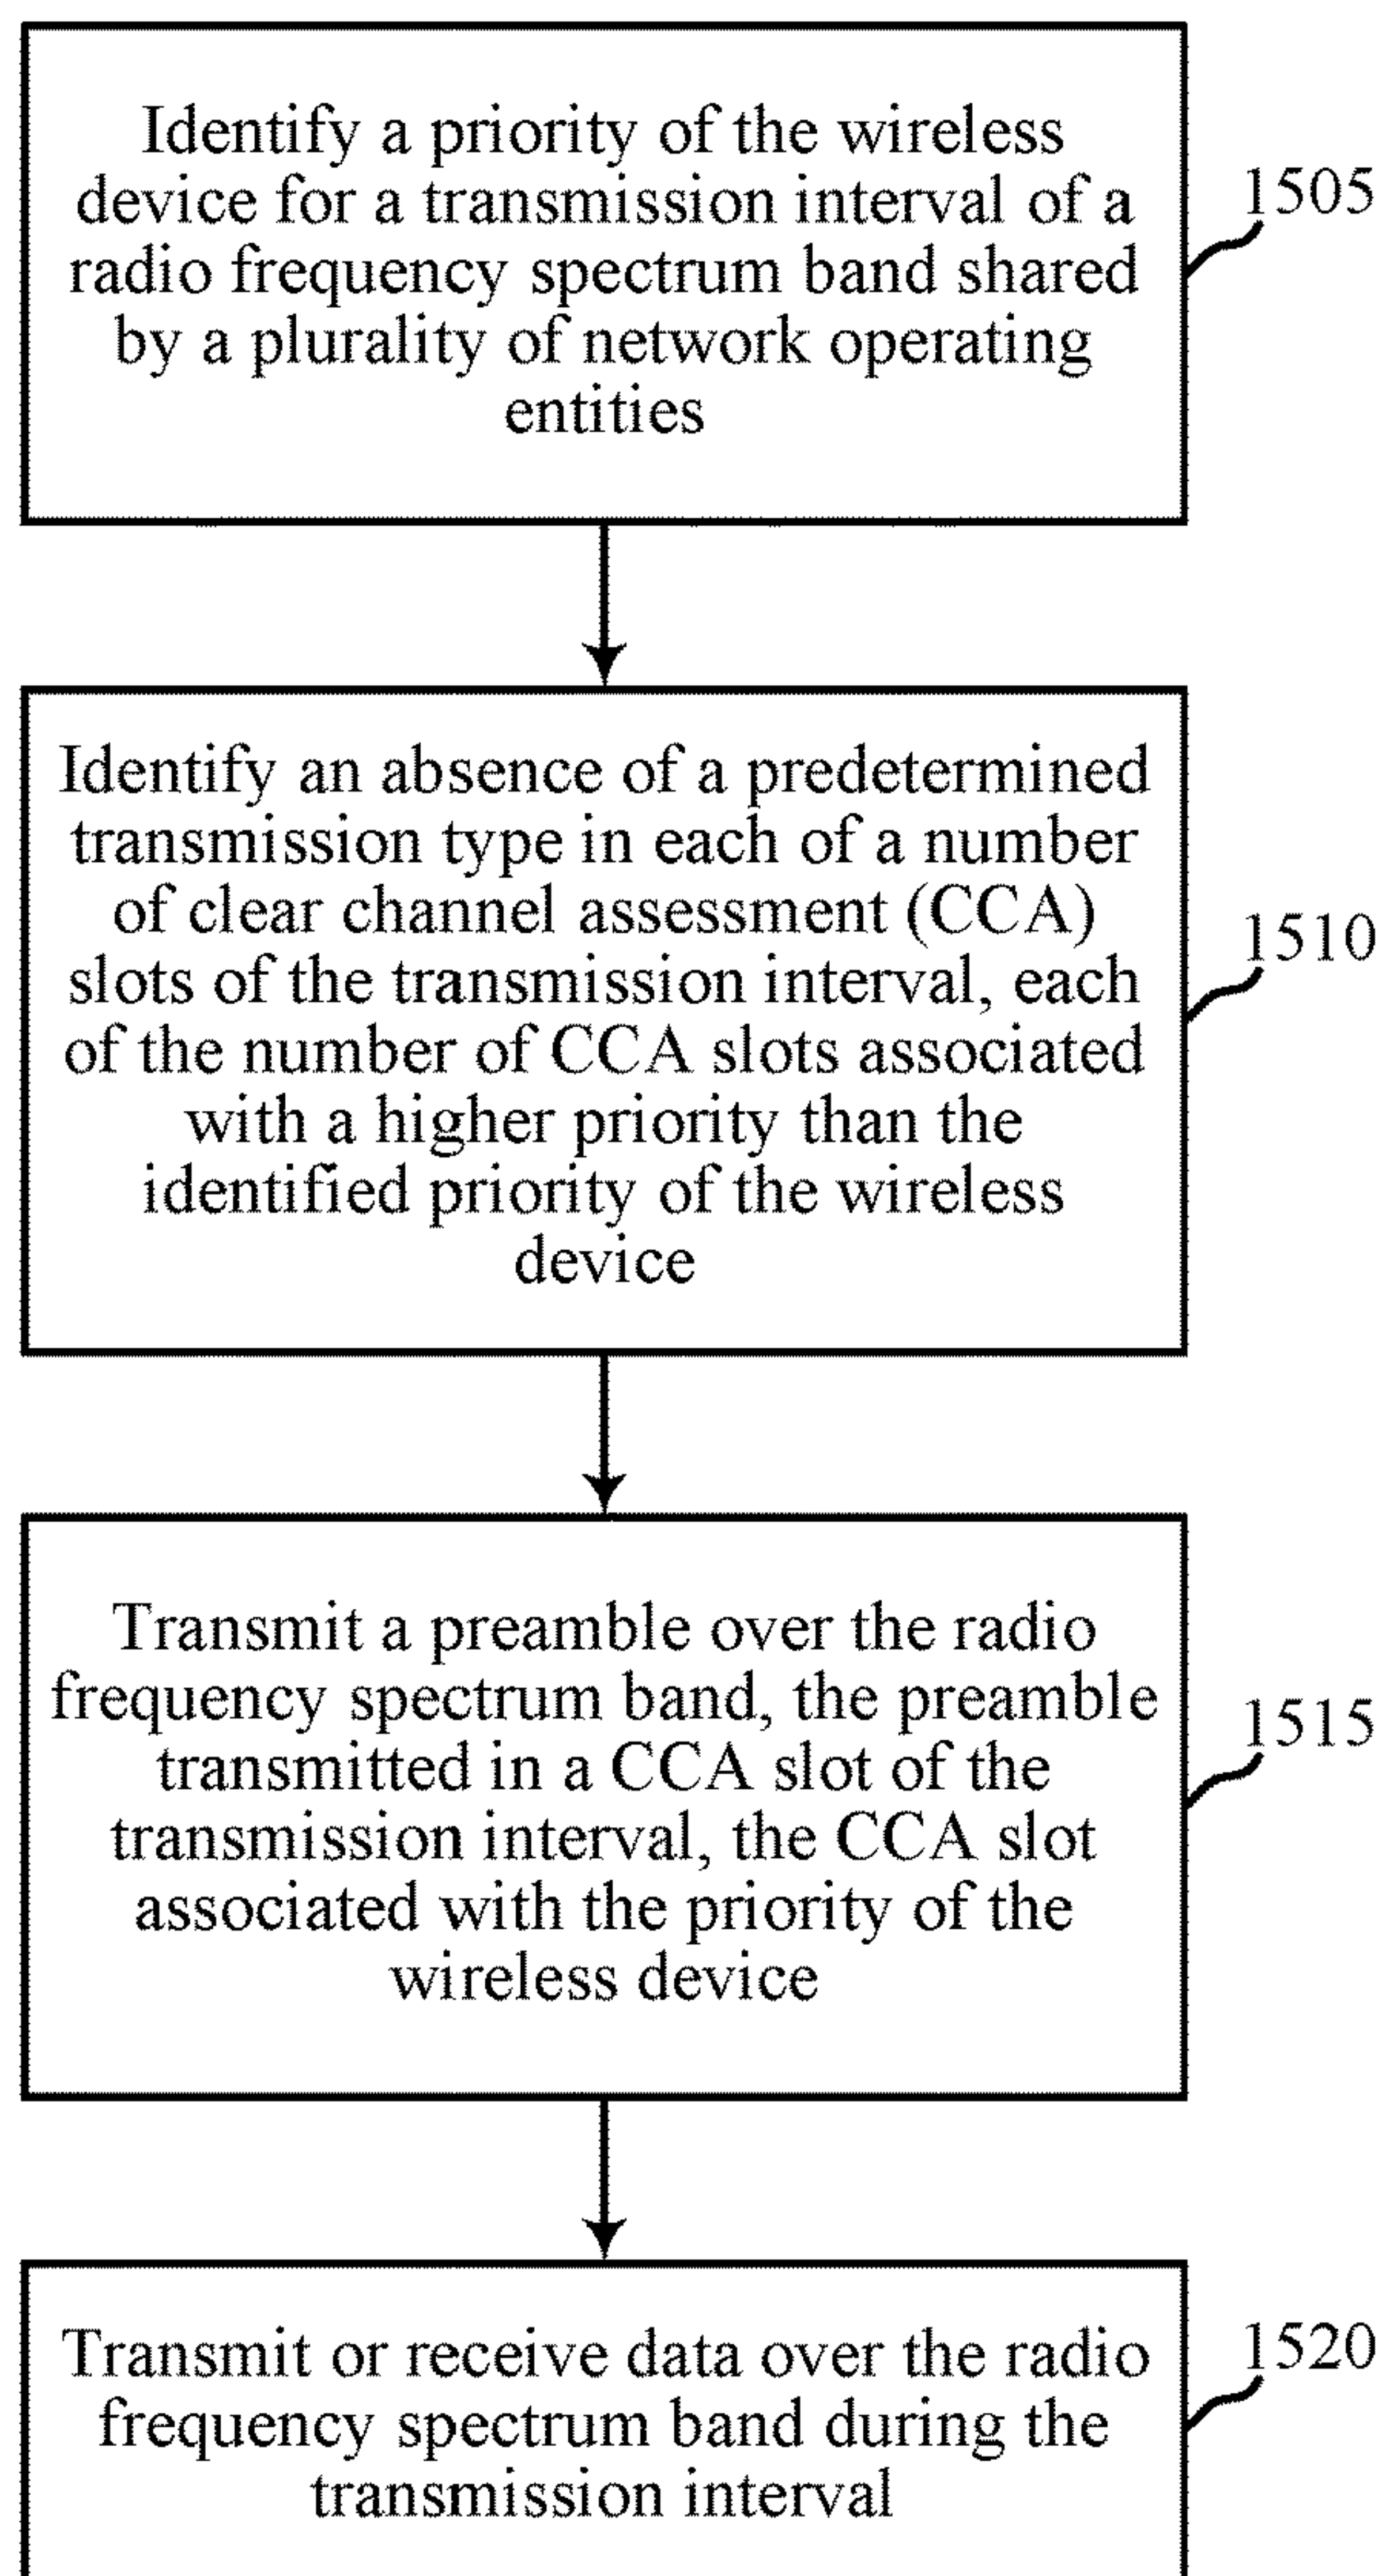 Identify a priority of the wireless
device for a transmission interval of a
radio frequency spectrum band shared
by a plurality of network operating
entities
1505
Identify an absence of a predetermined
transmission type in each of a number
of clear channel assessment (CCA)
slots of the transmission interval, each
of the number of CCA slots associated
with a higher priority than the
identified priority of the wireless
device
1510
Transmit a preamble over the radio
frequency spectrum band, the preamble
transmitted in a CCA slot of the
transmission interval, the CCA slot
associated with the priority of the
wireless device
1515
Transmit or receive data over the radio
frequency spectrum band during the
transmission interval
1520